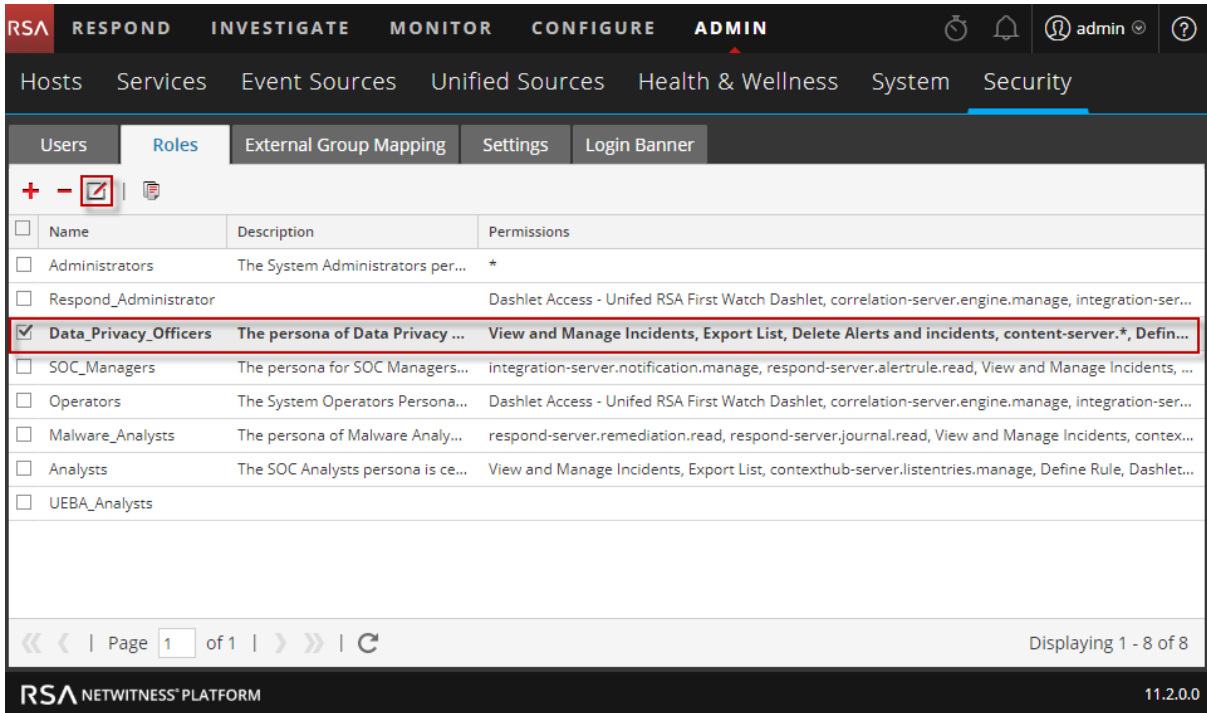 RSA RESPOND INVESTIGATE MONITOR CONFIGURE ADMIN admin ?
Hosts Services Event Sources Unified Sources Health & Wellness System Security
Users Roles External Group Mapping Settings Login Banner
Name Description Permissions
Administrators The System Administrators per... *
Respond_Administrator Dashlet Access - Unifed RSA First Watch Dashlet, correlation-server.engine.manage, integration-ser...
Data_Privacy_Officers The persona of Data Privacy ... View and Manage Incidents, Export List, Delete Alerts and incidents, content-server.*, Defin...
SOC_Managers The persona for SOC Managers... integration-server.notification.manage, respond-server.alertrule.read, View and Manage Incidents, ...
Operators The System Operators Persona... Dashlet Access - Unifed RSA First Watch Dashlet, correlation-server.engine.manage, integration-ser...
Malware_Analysts The persona of Malware Analy... respond-server.remediation.read, respond-server.journal.read, View and Manage Incidents, contex...
Analysts The SOC Analysts persona is ce... View and Manage Incidents, Export List, contexthub-server.listentries.manage, Define Rule, Dashlet...
UEBA_Analysts
Page 1 of 1 Displaying 1 - 8 of 8
RSA NETWITNESS® PLATFORM 11.2.0.0